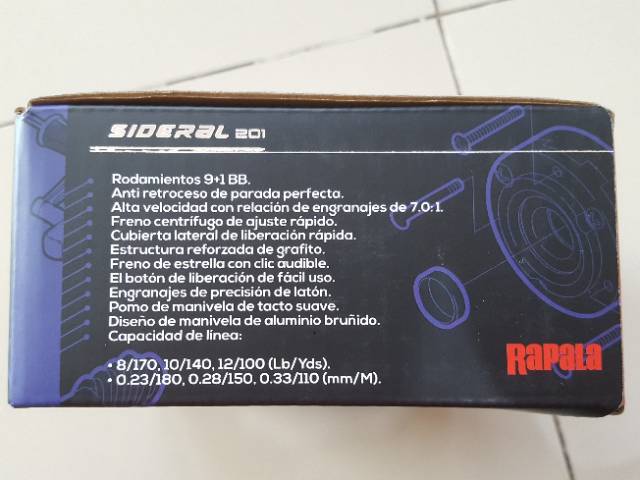 SIDERAL 201
Rodamientos 9+1 BB.
Anti retroceso de parada perfecta.
Alta velocidad con relación de engranajes de 7.0:1.
Freno centrífugo de ajuste rápido.
Cubierta lateral de liberación rápida.
Estructura reforzada de grafito.
Freno de estrella con clic audible.
El botón de liberación de fácil uso.
Engranajes de precisión de latón.
Pomo de manivela de tacto suave.
Diseño de manivela de aluminio bruñido.
Capacidad de línea:
• 8/170, 10/140, 12/100 (Lb/Yds).
• 0.23/180, 0.28/150, 0.33/110 (mm/M).
RAPALA